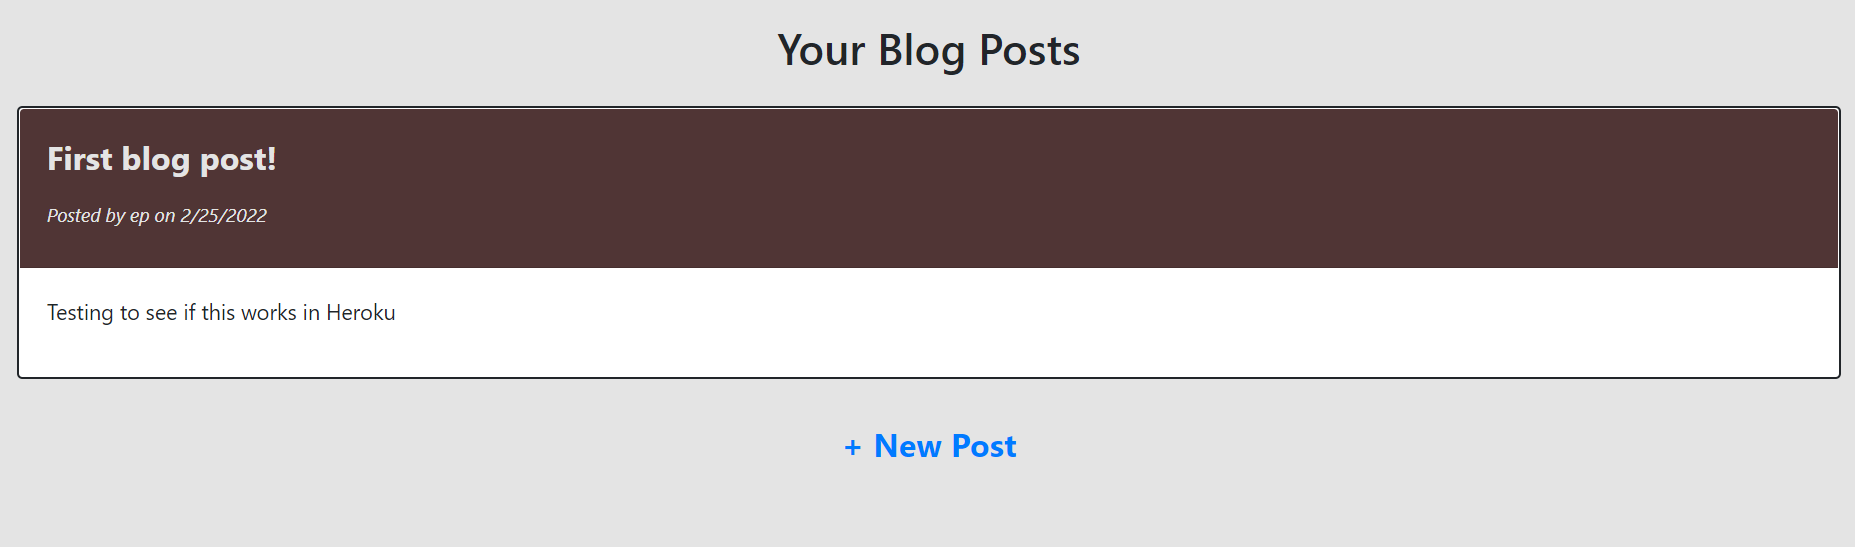 Your Blog Posts
First blog post!
Posted by ep on 2/25/2022
Testing to see if this works in Heroku
+ New Post